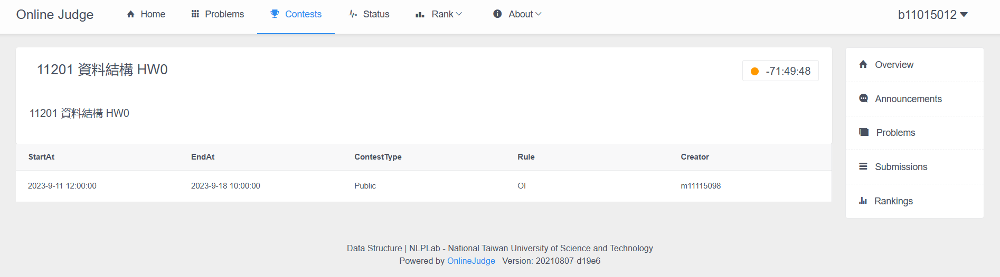 Online Judge Home Problems Contests Status Rank About b11015012
11201 資料結構 HW0 -71:49:48
11201 資料結構 HW0
StartAt EndAt ContestType Rule Creator
2023-9-11 12:00:00 2023-9-18 10:00:00 Public OI m11115098
Overview
Announcements
Problems
Submissions
Rankings
Data Structure | NLPLab - National Taiwan University of Science and Technology
Powered by OnlineJudge Version: 20210807-d19e6